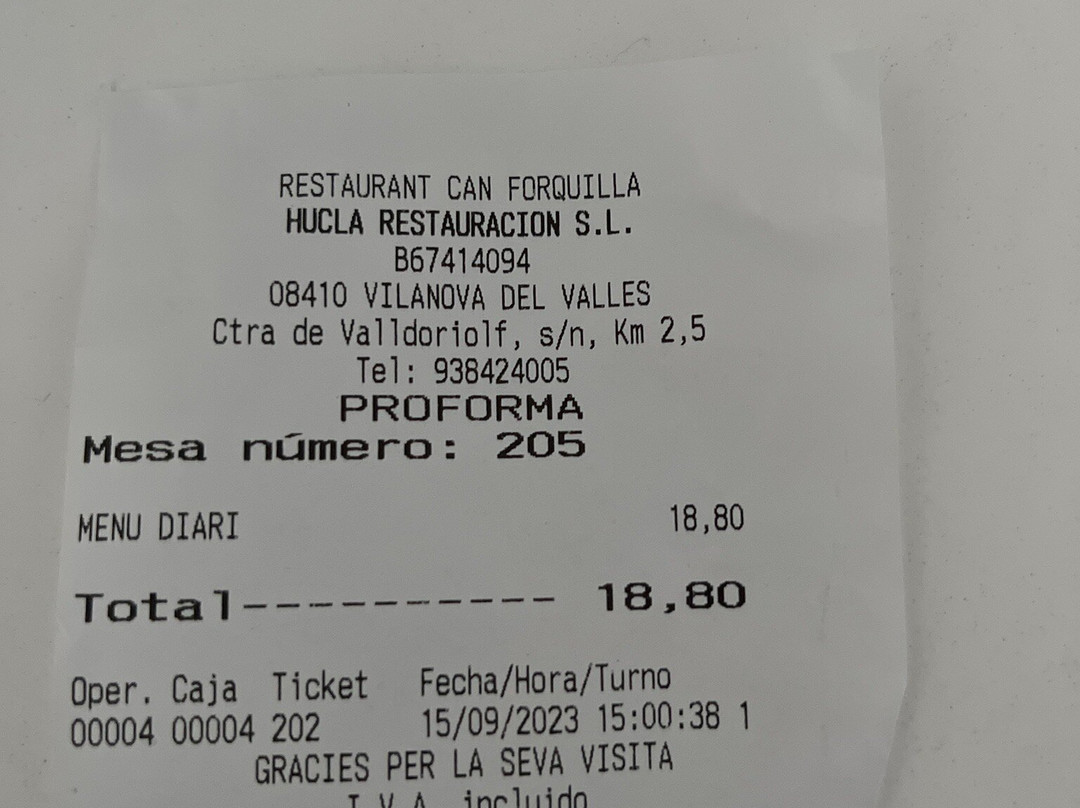 RESTAURANT CAN FORQUILLA
HUCLA RESTAURACION S.L.
B67414094
08410 VILANOVA DEL VALLES
Ctra de Valldoriolf, s/n, Km 2,5
Tel: 938424005
PROFORMA
Mesa número: 205
MENU DIARI 18,80
Total---------- 18,80
Oper. Caja Ticket Fecha/Hora/Turno
00004 00004 202 15/09/2023 15:00:38 1
GRACIES PER LA SEVA VISITA
I.V.A. incluido